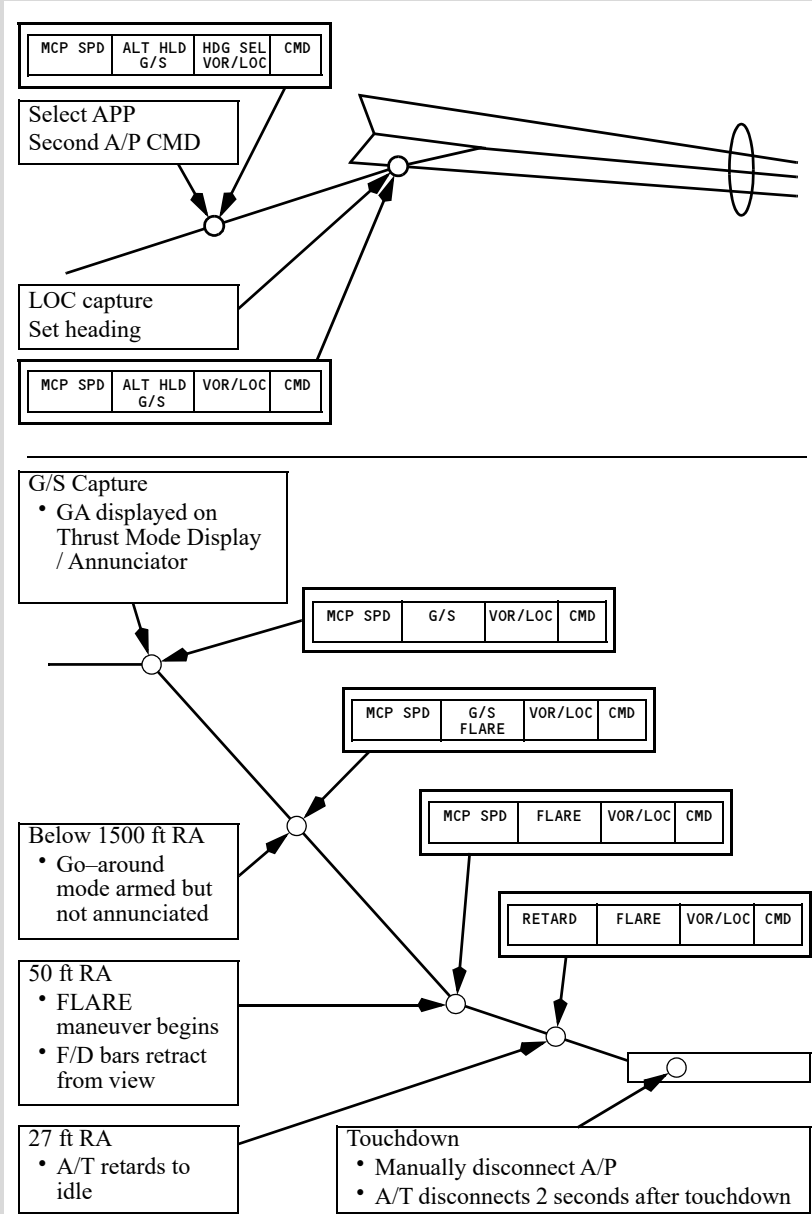 MCP SPD ALT HLD HDG SEL CMD
G/S VOR/LOC
Select APP
Second A/P CMD
LOC capture
Set heading
MCP SPD ALT HLD VOR/LOC CMD
G/S
G/S Capture
• GA displayed on
Thrust Mode Display
/ Annunciator
MCP SPD G/S VOR/LOC CMD
MCP SPD G/S VOR/LOC CMD
FLARE
Below 1500 ft RA
• Go–around
mode armed but
not annunciated
MCP SPD FLARE VOR/LOC CMD
RETARD FLARE VOR/LOC CMD
50 ft RA
• FLARE
maneuver begins
• F/D bars retract
from view
27 ft RA
• A/T retards to
idle
Touchdown
• Manually disconnect A/P
• A/T disconnects 2 seconds after touchdown